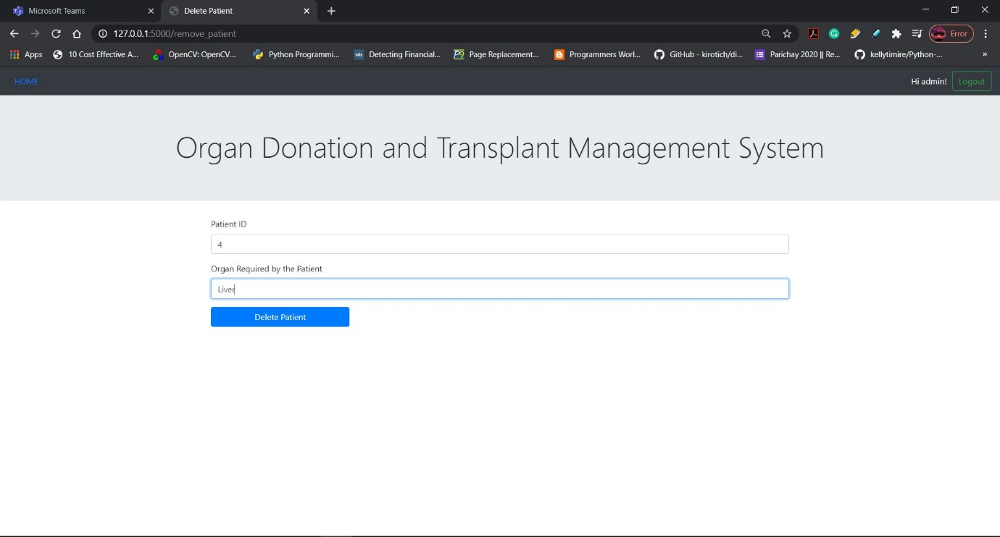 Microsoft Teams
Delete Patient
127.0.0.1:5000/remove_patient
Error
Apps
10 Cost Effective A...
OpenCV: OpenCV...
Python Programmi...
tds
Detecting Financial...
Page Replacement...
Programmers Worl...
GitHub - kirotich/di...
Parichay 2020 || Re...
kellytimire/Python-...
»
HOME
Hi admin!
Logout
Organ Donation and Transplant Management System
Patient ID
4
Organ Required by the Patient
Liver
Delete Patient